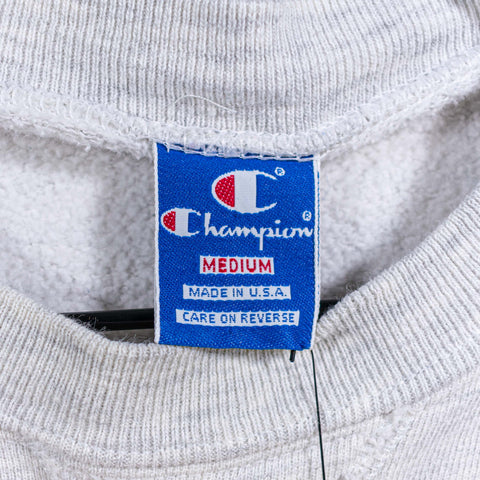 C®
Champion®
MEDIUM
MADE IN U.S.A.
CARE ON REVERSE